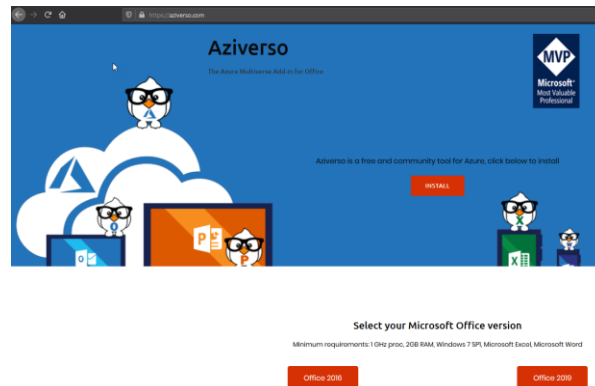 https://aziverso.com
Aziverso
The Azure Multiverse Add-in for Office
MVP
Microsoft®
Most Valuable
Professional
Aziverso is a free and community tool for Azure, click below to install
INSTALL
A
O
P
P
X
X
Select your Microsoft Office version
Minimum requirements: 1 GHz proc, 2GB RAM, Windows 7 SP1, Microsoft Excel, Microsoft Word
Office 2016
Office 2019